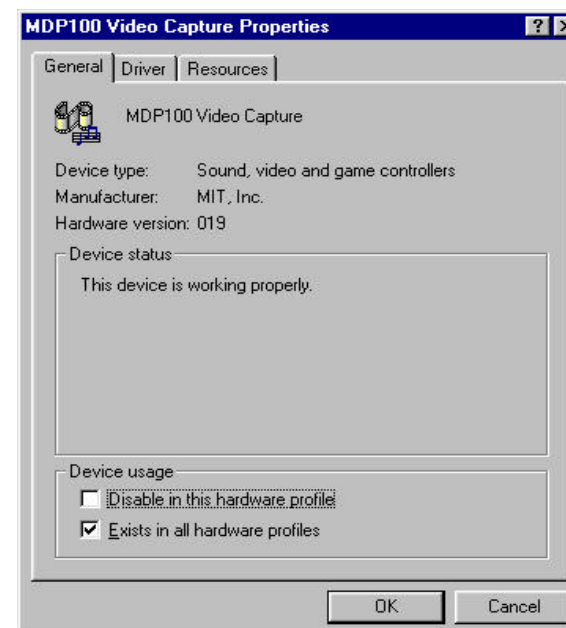 MDP100 Video Capture Properties
General Driver Resources
MDP100 Video Capture
Device type: Sound, video and game controllers
Manufacturer: MIT, Inc.
Hardware version: 019
Device status
This device is working properly.
Device usage
Disable in this hardware profile
Exists in all hardware profiles
OK Cancel